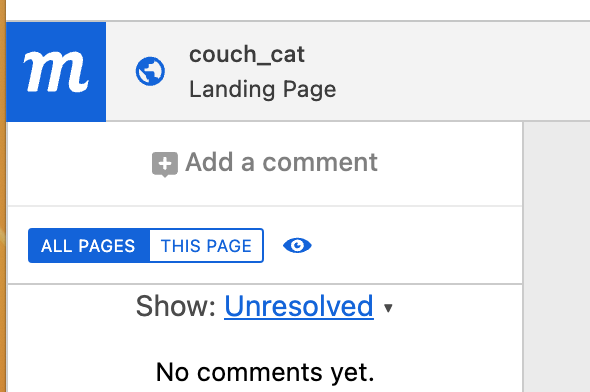 m
couch_cat
Landing Page
Add a comment
ALL PAGES THIS PAGE
Show: Unresolved
No comments yet.